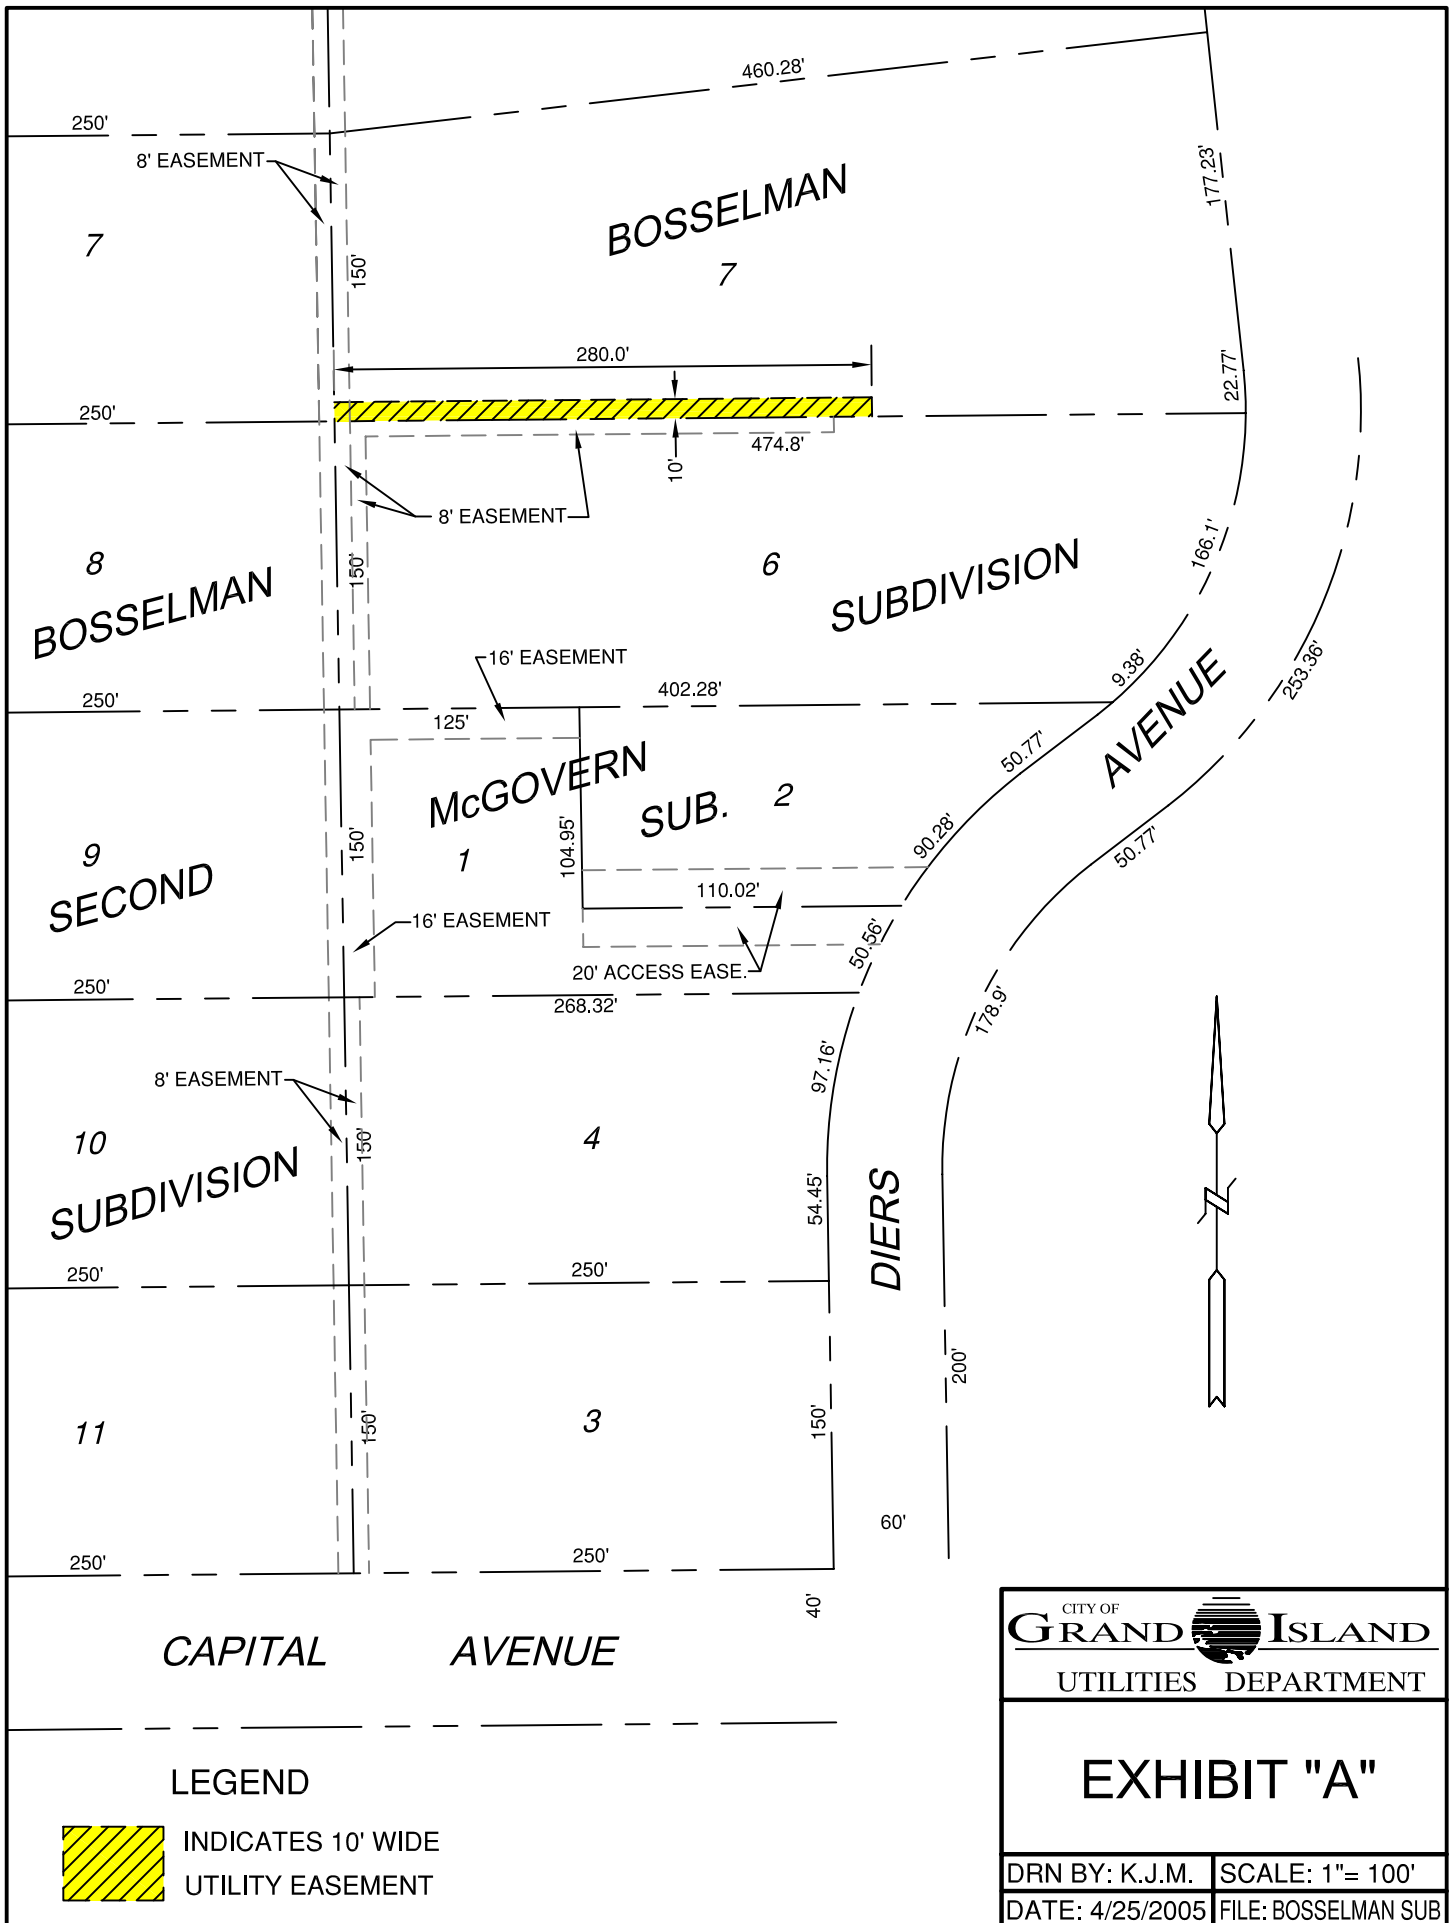 460.28'
250'
8' EASEMENT
177.23'
BOSSELMAN
7
7
150'
280.0'
22.77'
250'
474.8'
10'
8' EASEMENT
166.1'
8
150'
6
BOSSELMAN
SUBDIVISION
16' EASEMENT
9.38'
253.36'
250'
402.28'
125'
50.77'
AVENUE
McGOVERN
SUB.
2
150'
104.95'
90.28'
50.77'
9
1
SECOND
110.02'
16' EASEMENT
50.56'
20' ACCESS EASE.
250'
268.32'
178.9'
97.16'
8' EASEMENT
10
150'
4
SUBDIVISION
54.45'
DIERS
250'
250'
200'
11
150'
3
150'
60'
250'
250'
40'
CAPITAL AVENUE
CITY OF
GRAND ISLAND
UTILITIES DEPARTMENT
EXHIBIT "A"
LEGEND
INDICATES 10' WIDE
UTILITY EASEMENT
DRN BY: K.J.M.
SCALE: 1"= 100'
DATE: 4/25/2005
FILE: BOSSELMAN SUB